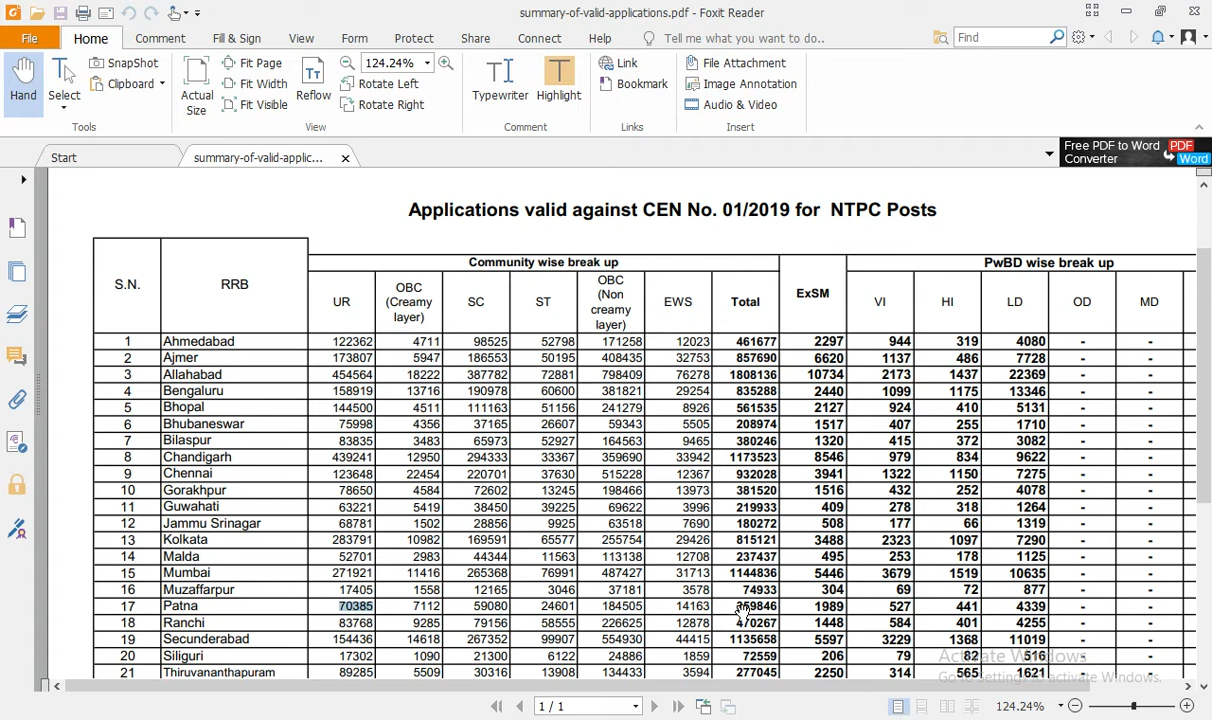 summary-of-valid-applications.pdf - Foxit Reader
File Home Comment Fill & Sign View Form Protect Share Connect Help Tell me what you want to do.. Find
Hand
Select
SnapShot
Clipboard
Tools
Actual Size
Fit Page
Fit Width
Fit Visible
Reflow
124.24%
Rotate Left
Rotate Right
View
Typewriter
Highlight
Comment
Link
Bookmark
Links
File Attachment
Image Annotation
Audio & Video
Insert
Start
summary-of-valid-applic...
Free PDF to Word Converter
PDF
Word
Applications valid against CEN No. 01/2019 for NTPC Posts
Community wise break up PwBD wise break up
S.N. RRB UR OBC (Creamy layer) SC ST OBC (Non creamy layer) EWS Total ExSM VI HI LD OD MD
1 Ahmedabad 122362 4711 98525 52798 171258 12023 461677 2297 944 319 4080 - -
2 Ajmer 173807 5947 186553 50195 408435 32753 857690 6620 1137 486 7728 - -
3 Allahabad 454564 18222 387782 72881 798409 76278 1808136 10734 2173 1437 22369 - -
4 Bengaluru 158919 13716 190978 60600 381821 29254 835288 2440 1099 1175 13346 - -
5 Bhopal 144500 4511 111163 51156 241279 8926 561535 2127 924 410 5131 - -
6 Bhubaneswar 75998 4356 37165 26607 59343 5505 208974 1517 407 255 1710 - -
7 Bilaspur 83835 3483 65973 52927 164563 9465 380246 1320 415 372 3082 - -
8 Chandigarh 439241 12950 294333 33367 359690 33942 1173523 8546 979 834 9622 - -
9 Chennai 123648 22454 220701 37630 515228 12367 932028 3941 1322 1150 7275 - -
10 Gorakhpur 78650 4584 72602 13245 198466 13973 381520 1516 432 252 4078 - -
11 Guwahati 63221 5419 38450 39225 69622 3996 219933 409 278 318 1264 - -
12 Jammu Srinagar 68781 1502 28856 9925 63518 7690 180272 508 177 66 1319 - -
13 Kolkata 283791 10982 169591 65577 255754 29426 815121 3488 2323 1097 7290 - -
14 Malda 52701 2983 44344 11563 113138 12708 237437 495 253 178 1125 - -
15 Mumbai 271921 11416 265368 76991 487427 31713 1144836 5446 3679 1519 10635 - -
16 Muzaffarpur 17405 1558 12165 3046 37181 3578 74933 304 69 72 877 - -
17 Patna 70385 7112 59080 24601 184505 14163 359846 1989 527 441 4339 - -
18 Ranchi 83768 9285 79156 58555 226625 12878 470267 1448 584 401 4255 - -
19 Secunderabad 154436 14618 267352 99907 554930 44415 1135658 5597 3229 1368 11019 - -
20 Siliguri 17302 1090 21300 6122 24886 1859 72559 206 79 82 516 - -
21 Thiruvananthapuram 89285 5509 30316 13908 134433 3594 277045 2250 314 565 1621 - -
Activate Windows
Go to Settings to activate Windows.
1 / 1
124.24%